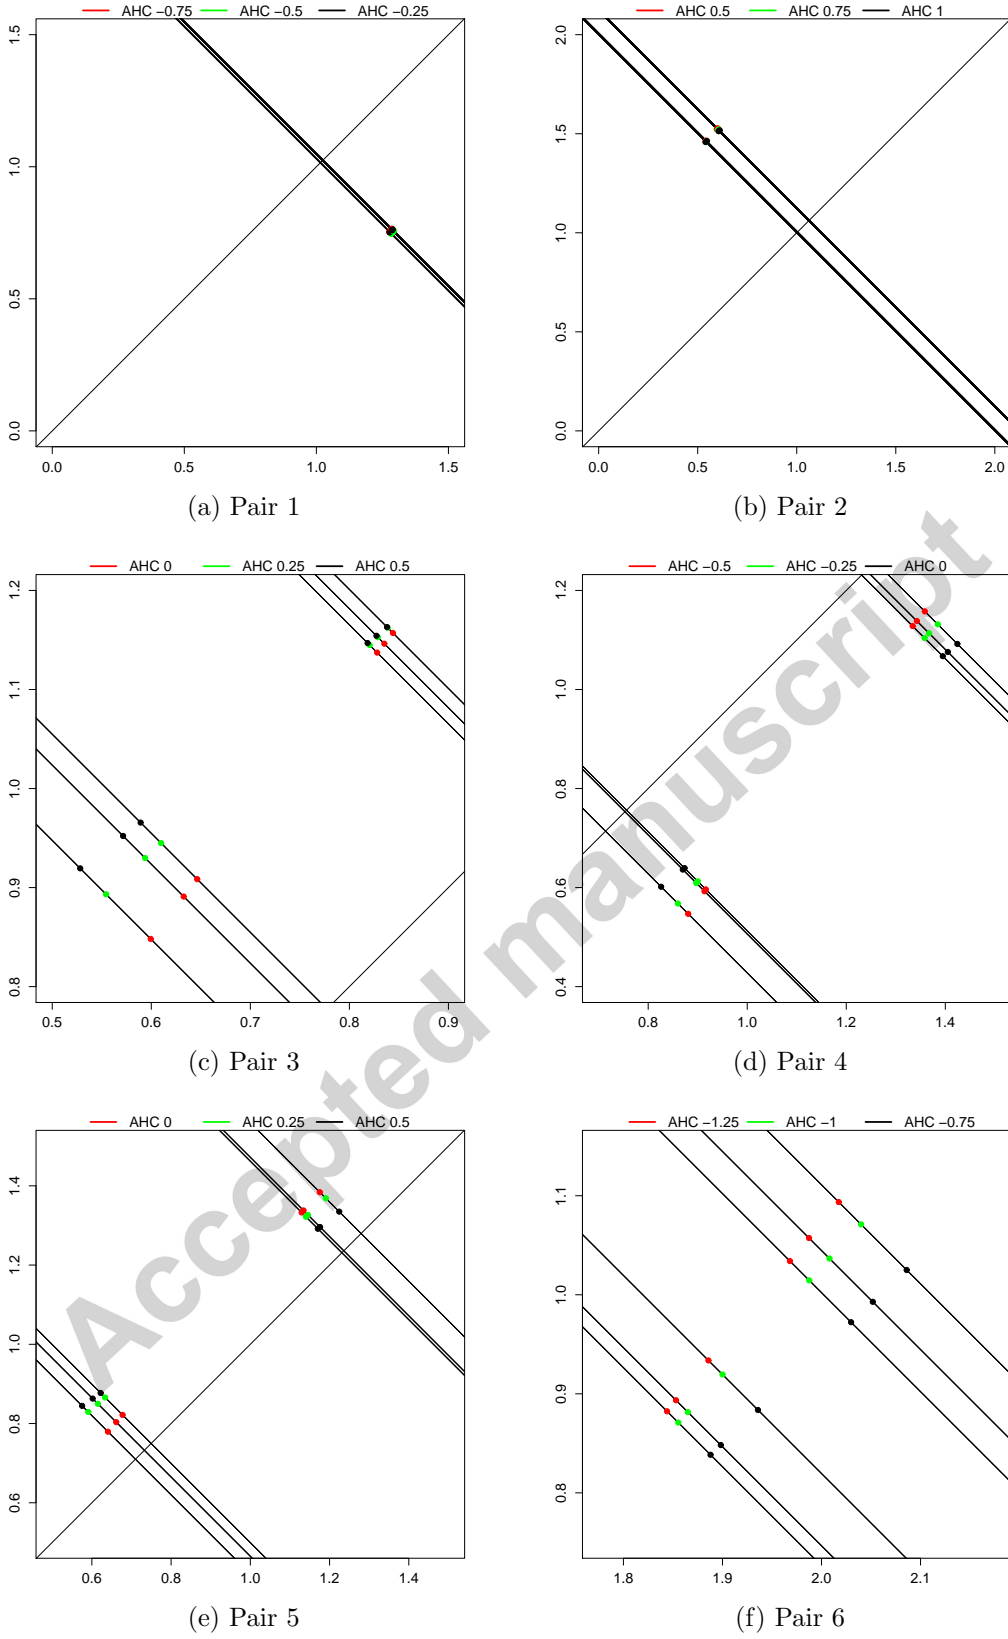 AHC −0.75 AHC −0.5 AHC −0.25
1.5
1.0
0.5
0.0
0.0 0.5 1.0 1.5
(a) Pair 1
AHC 0.5 AHC 0.75 AHC 1
2.0
1.5
1.0
0.5
0.0
0.0 0.5 1.0 1.5 2.0
(b) Pair 2
AHC 0 AHC 0.25 AHC 0.5
1.2
1.1
1.0
0.9
0.8
0.5 0.6 0.7 0.8 0.9
(c) Pair 3
AHC −0.5 AHC −0.25 AHC 0
1.2
1.0
0.8
0.6
0.4
0.8 1.0 1.2 1.4
(d) Pair 4
AHC 0 AHC 0.25 AHC 0.5
1.4
1.2
1.0
0.8
0.6
0.6 0.8 1.0 1.2 1.4
(e) Pair 5
AHC −1.25 AHC −1 AHC −0.75
1.1
1.0
0.9
0.8
1.8 1.9 2.0 2.1
(f) Pair 6
Accepted manuscript